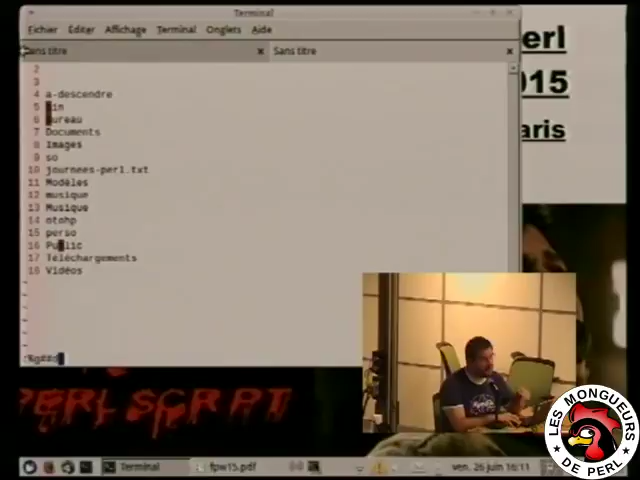 Terminal
Fichier Éditer Affichage Terminal Onglets Aide
Sans titre
Sans titre
2
3
4 a-descendre
5 bin
6 Bureau
7 Documents
8 Images
9 so
10 journees-perl.txt
11 Modèles
12 musique
13 Musique
14 otohp
15 perso
16 Public
17 Téléchargements
18 Vidéos
erl
015
aris
PERL SCRPT
Terminal
fpw15.pdf
ven. 26 juin 16:11
LES MONGUEURS
DE PERL